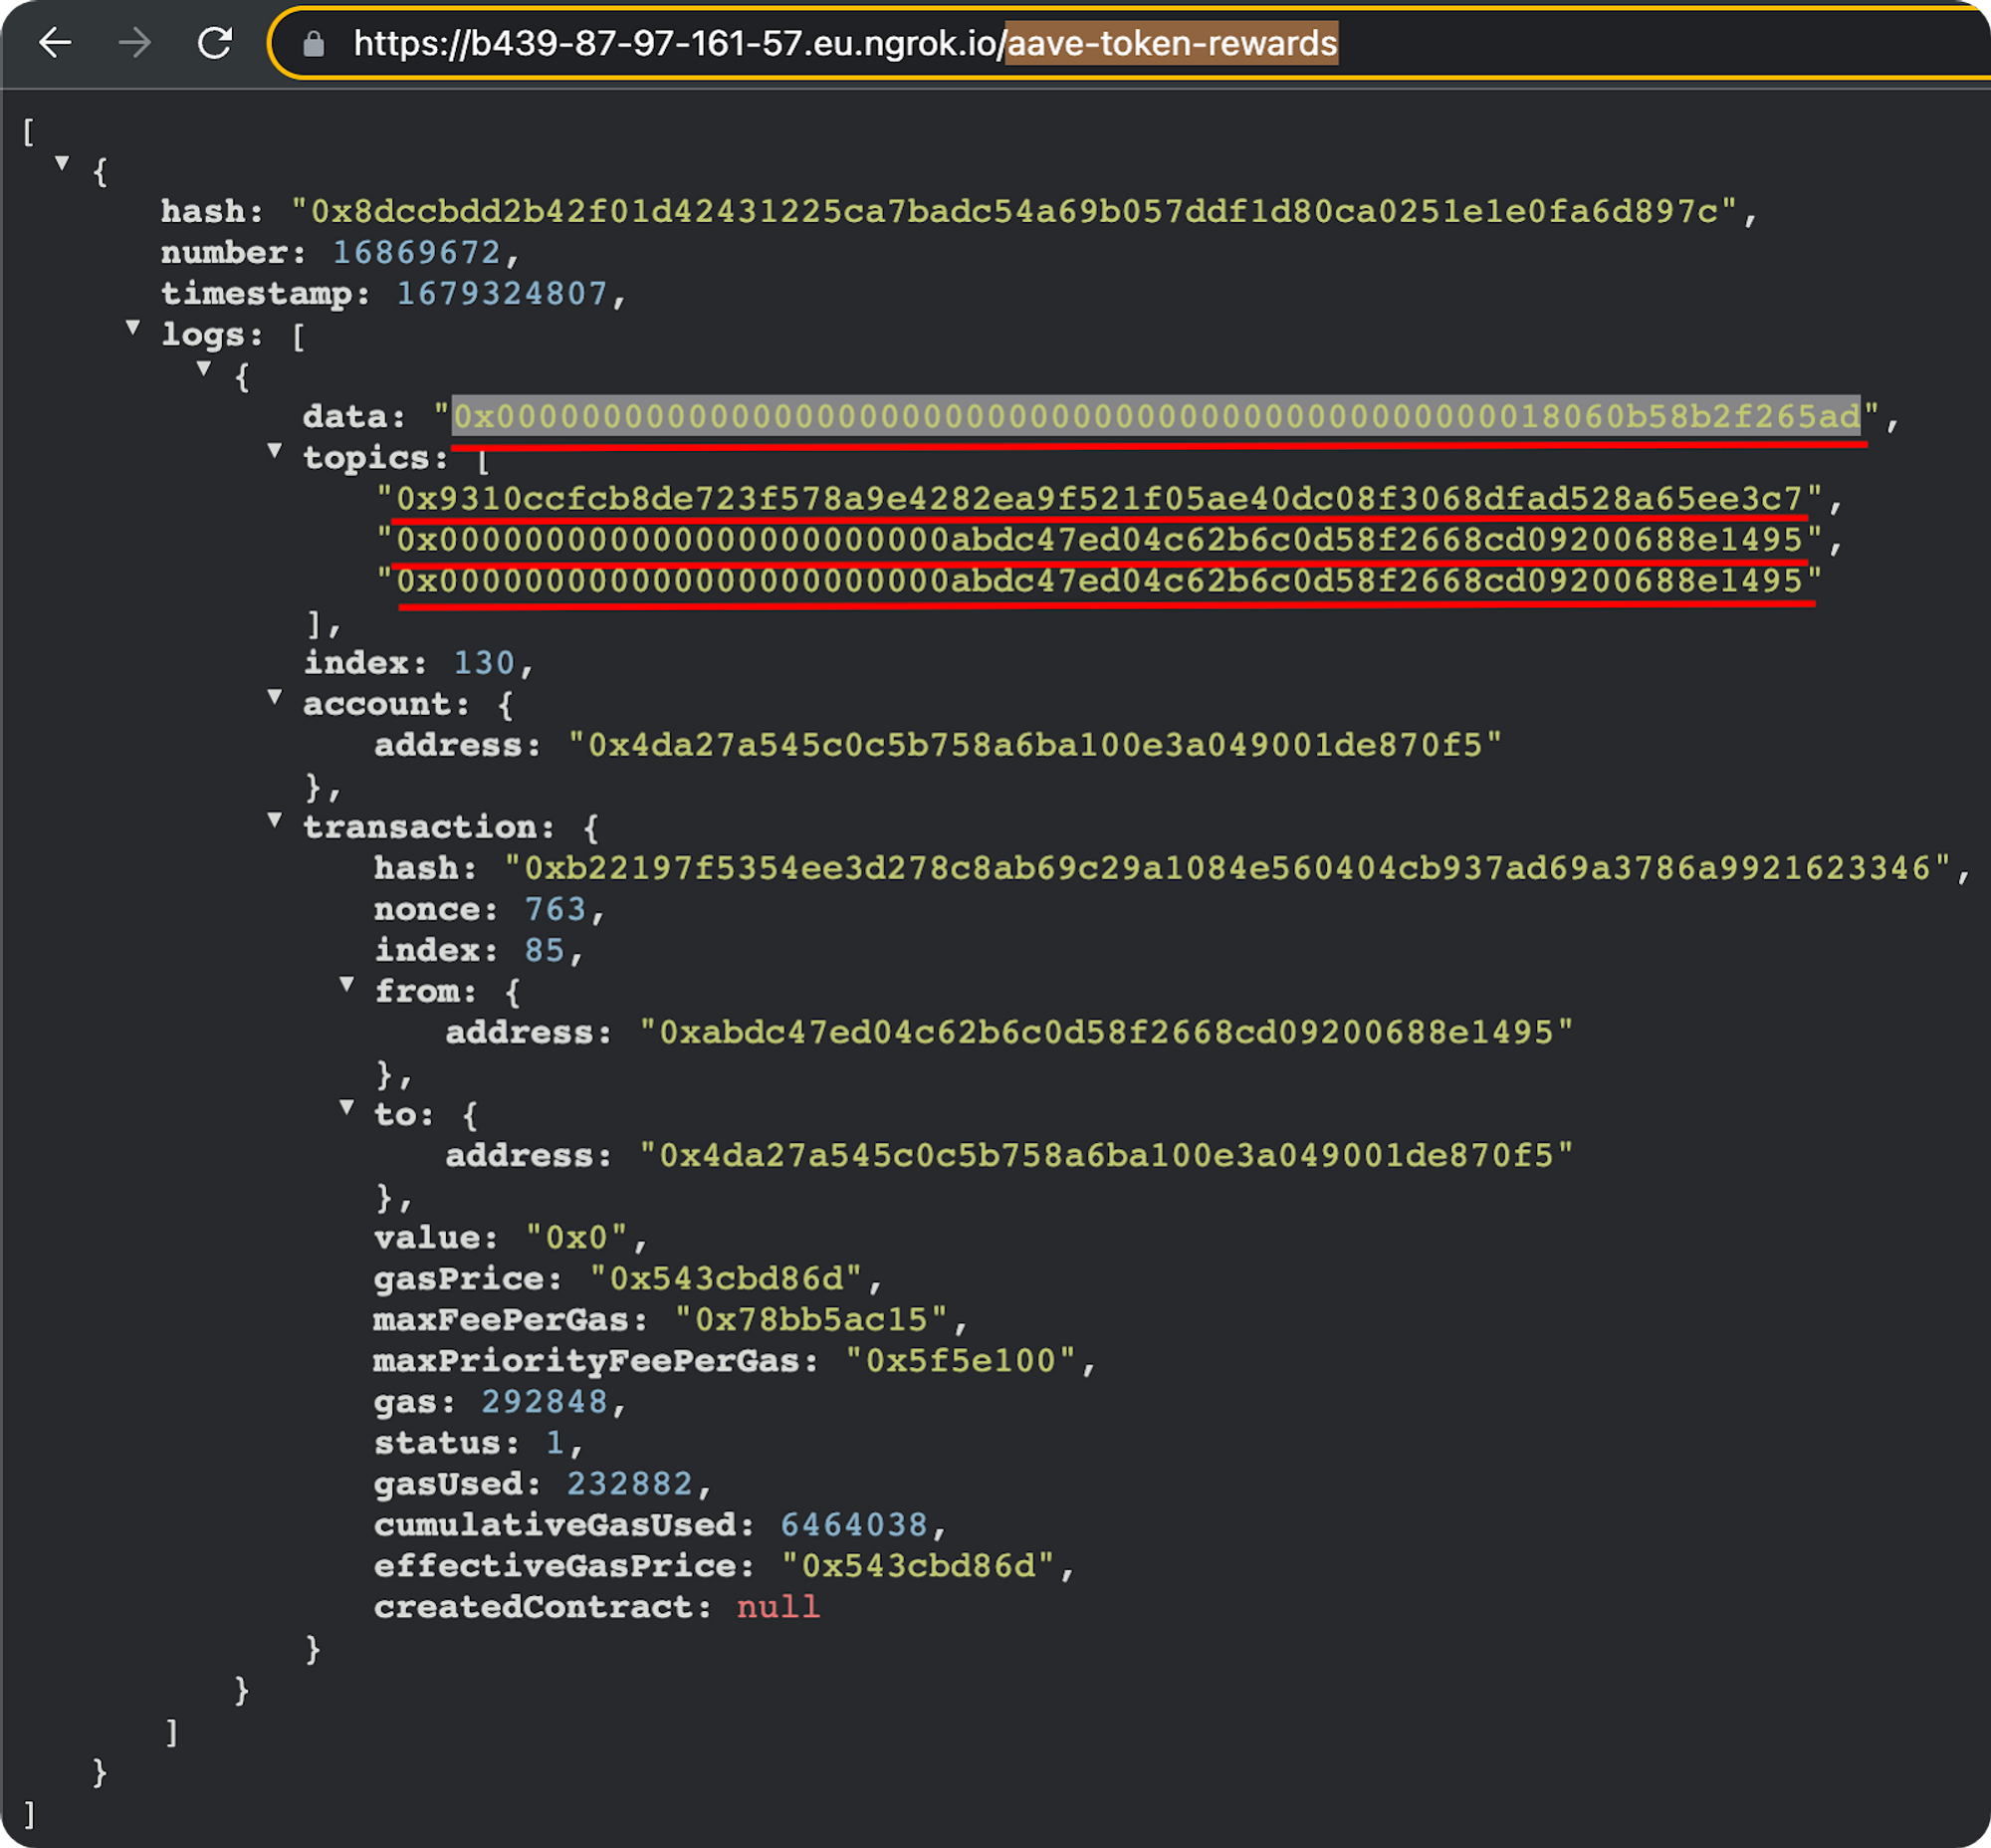 https://b439-87-97-161-57.eu.ngrok.io/aave-token-rewards
[
{
hash: "0x8dccbdd2b42f01d42431225ca7badc54a69b057ddf1d80ca0251e1e0fa6d897c",
number: 16869672,
timestamp: 1679324807,
logs: [
{
data: "0x00000000000000000000000000000000000000000000000018060b58b2f265ad",
topics: [
"0x9310ccfcb8de723f578a9e4282ea9f521f05ae40dc08f3068dfad528a65ee3c7",
"0x000000000000000000000000abdc47ed04c62b6c0d58f2668cd09200688e1495",
"0x000000000000000000000000abdc47ed04c62b6c0d58f2668cd09200688e1495"
],
index: 130,
account: {
address: "0x4da27a545c0c5b758a6ba100e3a049001de870f5"
},
transaction: {
hash: "0xb22197f5354ee3d278c8ab69c29a1084e560404cb937ad69a3786a9921623346",
nonce: 763,
index: 85,
from: {
address: "0xabdc47ed04c62b6c0d58f2668cd09200688e1495"
},
to: {
address: "0x4da27a545c0c5b758a6ba100e3a049001de870f5"
},
value: "0x0",
gasPrice: "0x543cbd86d",
maxFeePerGas: "0x78bb5ac15",
maxPriorityFeePerGas: "0x5f5e100",
gas: 292848,
status: 1,
gasUsed: 232882,
cumulativeGasUsed: 6464038,
effectiveGasPrice: "0x543cbd86d",
createdContract: null
}
}
]
}
]